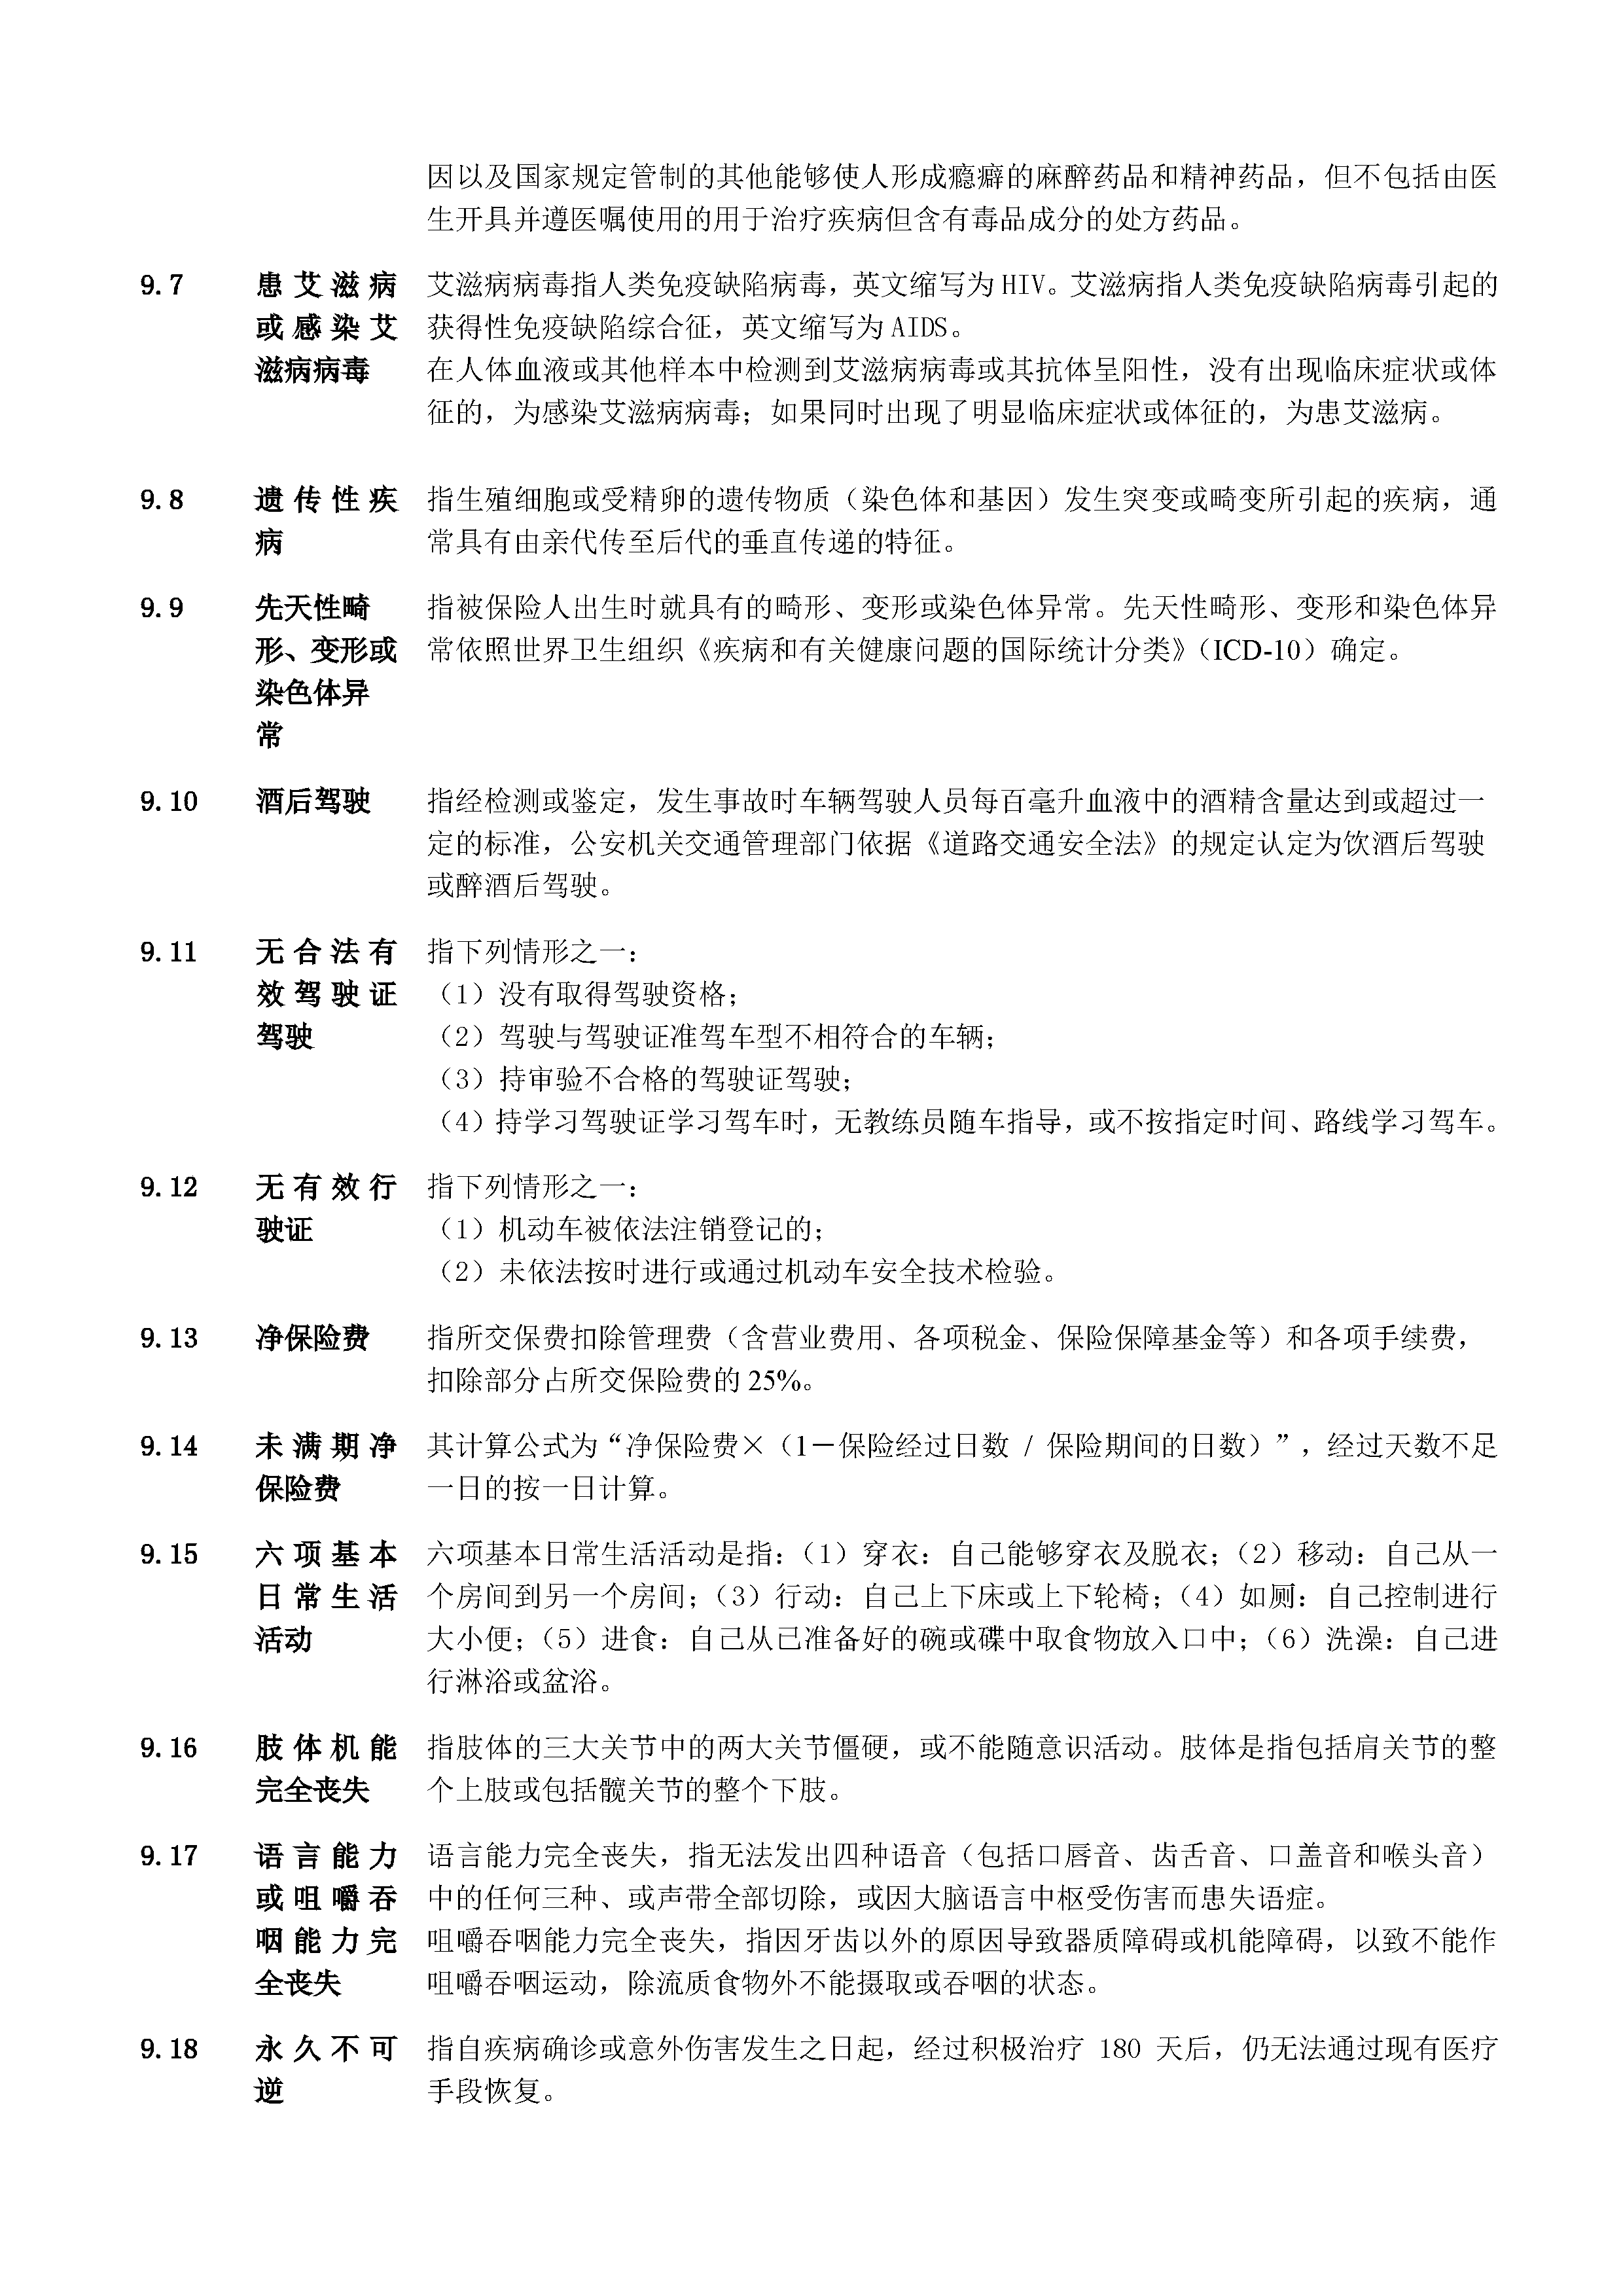 因以及国家规定管制的其他能够使人形成瘾癖的麻醉药品和精神药品，但不包括由医
生开具并遵医嘱使用的用于治疗疾病但含有毒品成分的处方药品。
9.7 患艾滋病 艾滋病病毒指人类免疫缺陷病毒，英文缩写为HIV。艾滋病指人类免疫缺陷病毒引起的
或感染艾 获得性免疫缺陷综合征，英文缩写为AIDS。
滋病病毒 在人体血液或其他样本中检测到艾滋病病毒或其抗体呈阳性，没有出现临床症状或体
征的，为感染艾滋病病毒；如果同时出现了明显临床症状或体征的，为患艾滋病。
9.8 遗传性疾 指生殖细胞或受精卵的遗传物质（染色体和基因）发生突变或畸变所引起的疾病，通
病 常具有由亲代传至后代的垂直传递的特征。
9.9 先天性畸 指被保险人出生时就具有的畸形、变形或染色体异常。先天性畸形、变形和染色体异
形、变形或 常依照世界卫生组织《疾病和有关健康问题的国际统计分类》（ICD-10）确定。
染色体异
常
9.10 酒后驾驶 指经检测或鉴定，发生事故时车辆驾驶人员每百毫升血液中的酒精含量达到或超过一
定的标准，公安机关交通管理部门依据《道路交通安全法》的规定认定为饮酒后驾驶
或醉酒后驾驶。
9.11 无合法有 指下列情形之一：
效驾驶证 （1）没有取得驾驶资格；
驾驶 （2）驾驶与驾驶证准驾车型不相符合的车辆；
（3）持审验不合格的驾驶证驾驶；
（4）持学习驾驶证学习驾车时，无教练员随车指导，或不按指定时间、路线学习驾车。
9.12 无有效行 指下列情形之一：
驶证 （1）机动车被依法注销登记的；
（2）未依法按时进行或通过机动车安全技术检验。
9.13 净保险费 指所交保费扣除管理费（含营业费用、各项税金、保险保障基金等）和各项手续费，
扣除部分占所交保险费的25%。
9.14 未满期净 其计算公式为“净保险费×（1－保险经过日数 / 保险期间的日数）”，经过天数不足
保险费 一日的按一日计算。
9.15 六项基本 六项基本日常生活活动是指：（1）穿衣：自己能够穿衣及脱衣；（2）移动：自己从一
日常生活 个房间到另一个房间；（3）行动：自己上下床或上下轮椅；（4）如厕：自己控制进行
活动 大小便；（5）进食：自己从已准备好的碗或碟中取食物放入口中；（6）洗澡：自己进
行淋浴或盆浴。
9.16 肢体机能 指肢体的三大关节中的两大关节僵硬，或不能随意识活动。肢体是指包括肩关节的整
完全丧失 个上肢或包括髋关节的整个下肢。
9.17 语言能力 语言能力完全丧失，指无法发出四种语音（包括口唇音、齿舌音、口盖音和喉头音）
或咀嚼吞 中的任何三种、或声带全部切除，或因大脑语言中枢受伤害而患失语症。
咽能力完 咀嚼吞咽能力完全丧失，指因牙齿以外的原因导致器质障碍或机能障碍，以致不能作
全丧失 咀嚼吞咽运动，除流质食物外不能摄取或吞咽的状态。
9.18 永久不可 指自疾病确诊或意外伤害发生之日起，经过积极治疗 180 天后，仍无法通过现有医疗
逆 手段恢复。